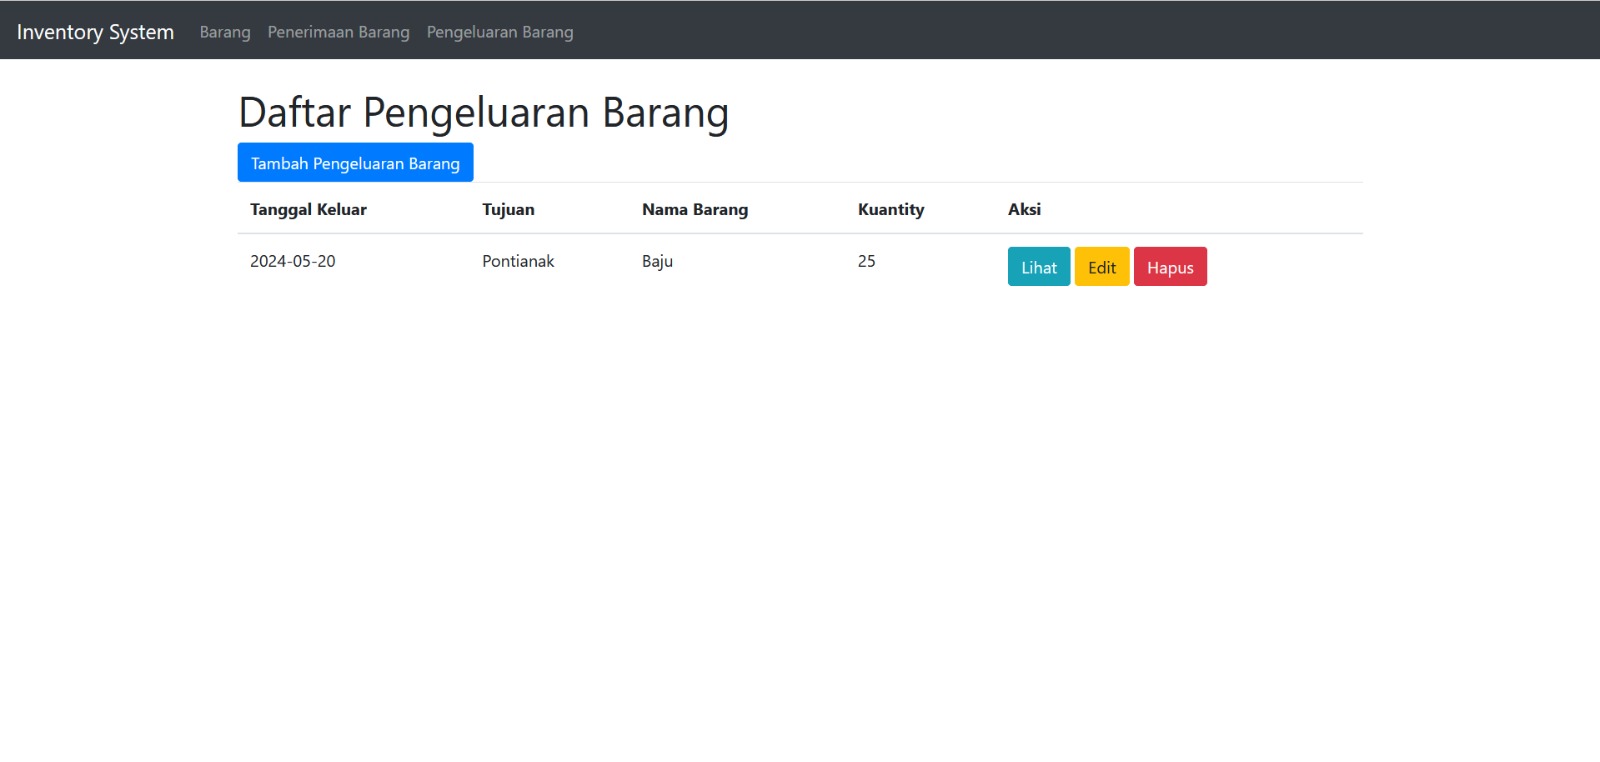 Inventory System Barang Penerimaan Barang Pengeluaran Barang
Daftar Pengeluaran Barang
Tambah Pengeluaran Barang
Tanggal Keluar Tujuan Nama Barang Kuantity Aksi
2024-05-20 Pontianak Baju 25 Lihat Edit Hapus